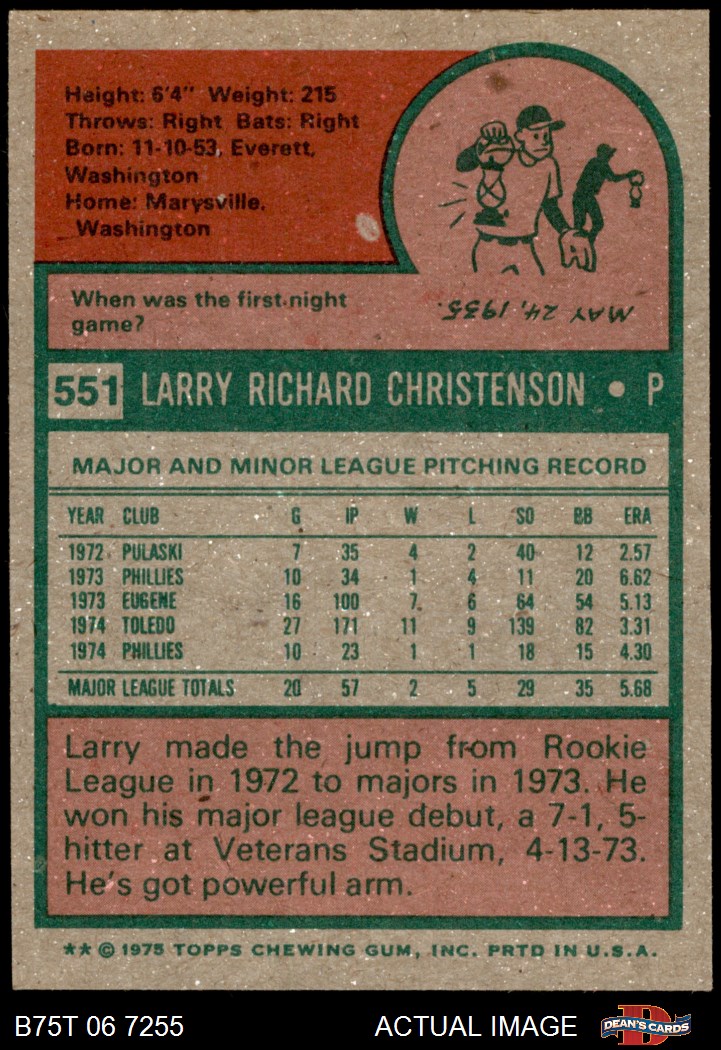 Height: 6'4" Weight: 215
Throws: Right Bats: Right
Born: 11-10-53, Everett,
Washington
Home: Marysville,
Washington
When was the first night
game?
MAY 24, 1935.
551 LARRY RICHARD CHRISTENSON • P
MAJOR AND MINOR LEAGUE PITCHING RECORD
YEAR CLUB G IP W L SO BB ERA
1972 PULASKI 7 35 4 2 40 12 2.57
1973 PHILLIES 10 34 1 4 11 20 6.62
1973 EUGENE 16 100 7 6 64 54 5.13
1974 TOLEDO 27 171 11 9 139 82 3.31
1974 PHILLIES 10 23 1 1 18 15 4.30
MAJOR LEAGUE TOTALS 20 57 2 5 29 35 5.68
Larry made the jump from Rookie
League in 1972 to majors in 1973. He
won his major league debut, a 7-1, 5-
hitter at Veterans Stadium, 4-13-73.
He's got powerful arm.
** © 1975 TOPPS CHEWING GUM, INC. PRTD IN U.S.A.
B75T 06 7255 ACTUAL IMAGE D DEAN'S CARDS